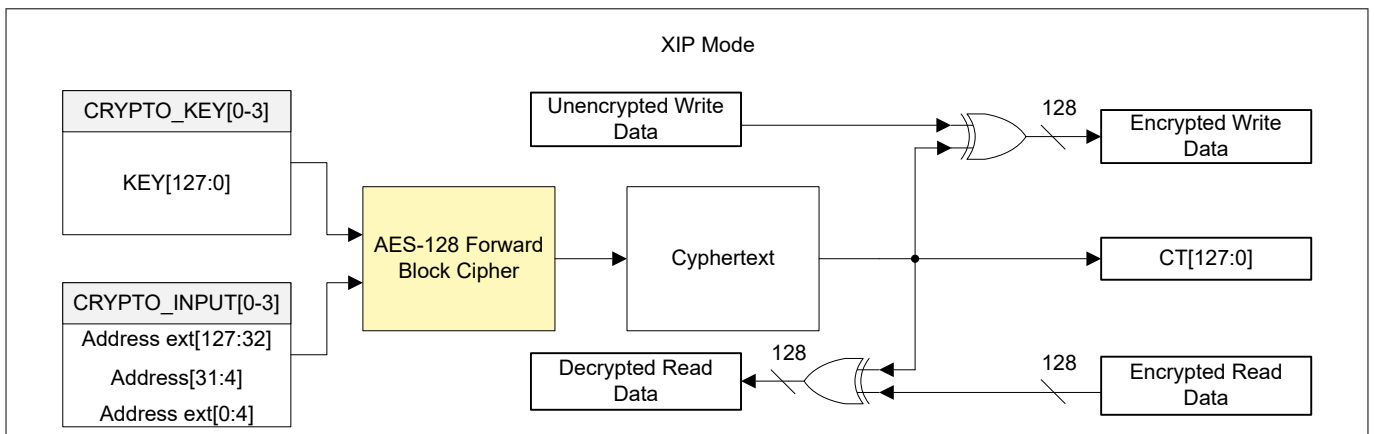 XIP Mode
CRYPTO_KEY[0-3]
KEY[127:0]
CRYPTO_INPUT[0-3]
Address ext[127:32]
Address[31:4]
Address ext[0:4]
AES-128 Forward
Block Cipher
Cyphertext
Unencrypted Write
Data
128
Encrypted Write
Data
CT[127:0]
Decrypted Read
Data
128
128
Encrypted Read
Data